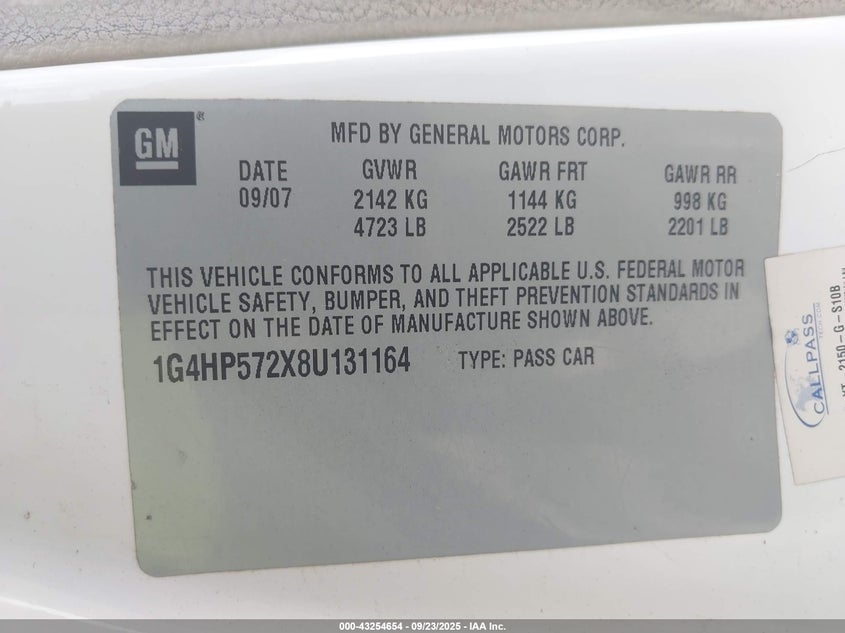 GM
®
MFD BY GENERAL MOTORS CORP.
DATE GVWR GAWR FRT GAWR RR
09/07 2142 KG 1144 KG 998 KG
4723 LB 2522 LB 2201 LB
THIS VEHICLE CONFORMS TO ALL APPLICABLE U.S. FEDERAL MOTOR
VEHICLE SAFETY, BUMPER, AND THEFT PREVENTION STANDARDS IN
EFFECT ON THE DATE OF MANUFACTURE SHOWN ABOVE.
1G4HP572X8U131164 TYPE: PASS CAR
CALLPASS
2150-G-S10B
000-43254654 - 09/23/2025 - IAA Inc.